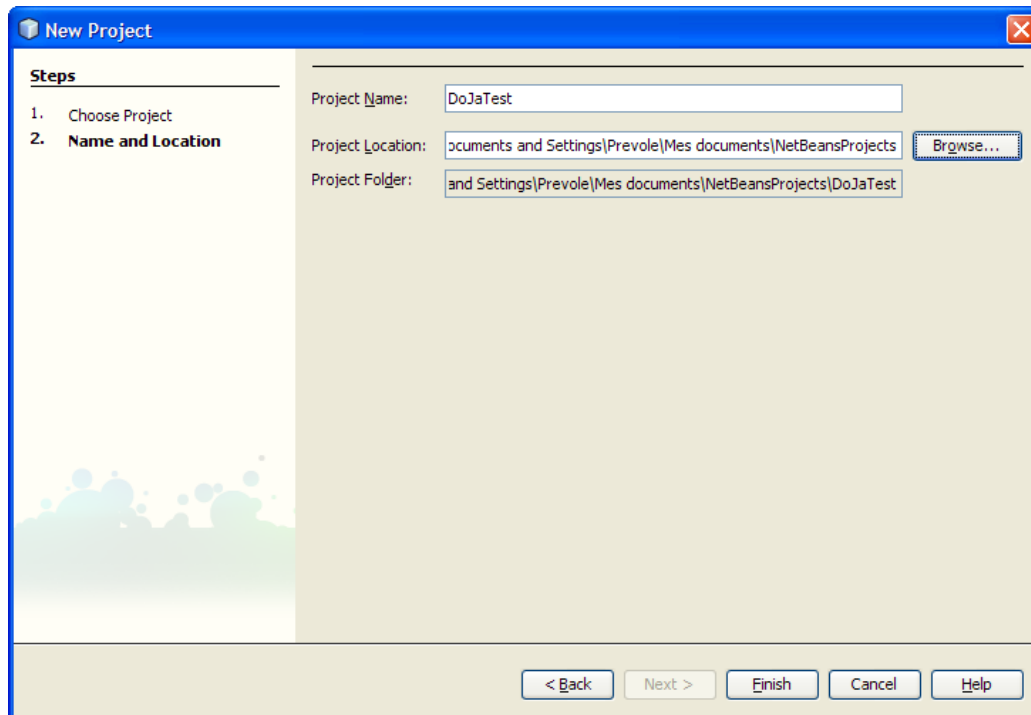 New Project
Steps
1. Choose Project
2. Name and Location
Project Name: DoJaTest
Project Location: ocuments and Settings\Prevole\Mes documents\NetBeansProjects Browse...
Project Folder: and Settings\Prevole\Mes documents\NetBeansProjects\DoJaTest
< Back Next > Finish Cancel Help